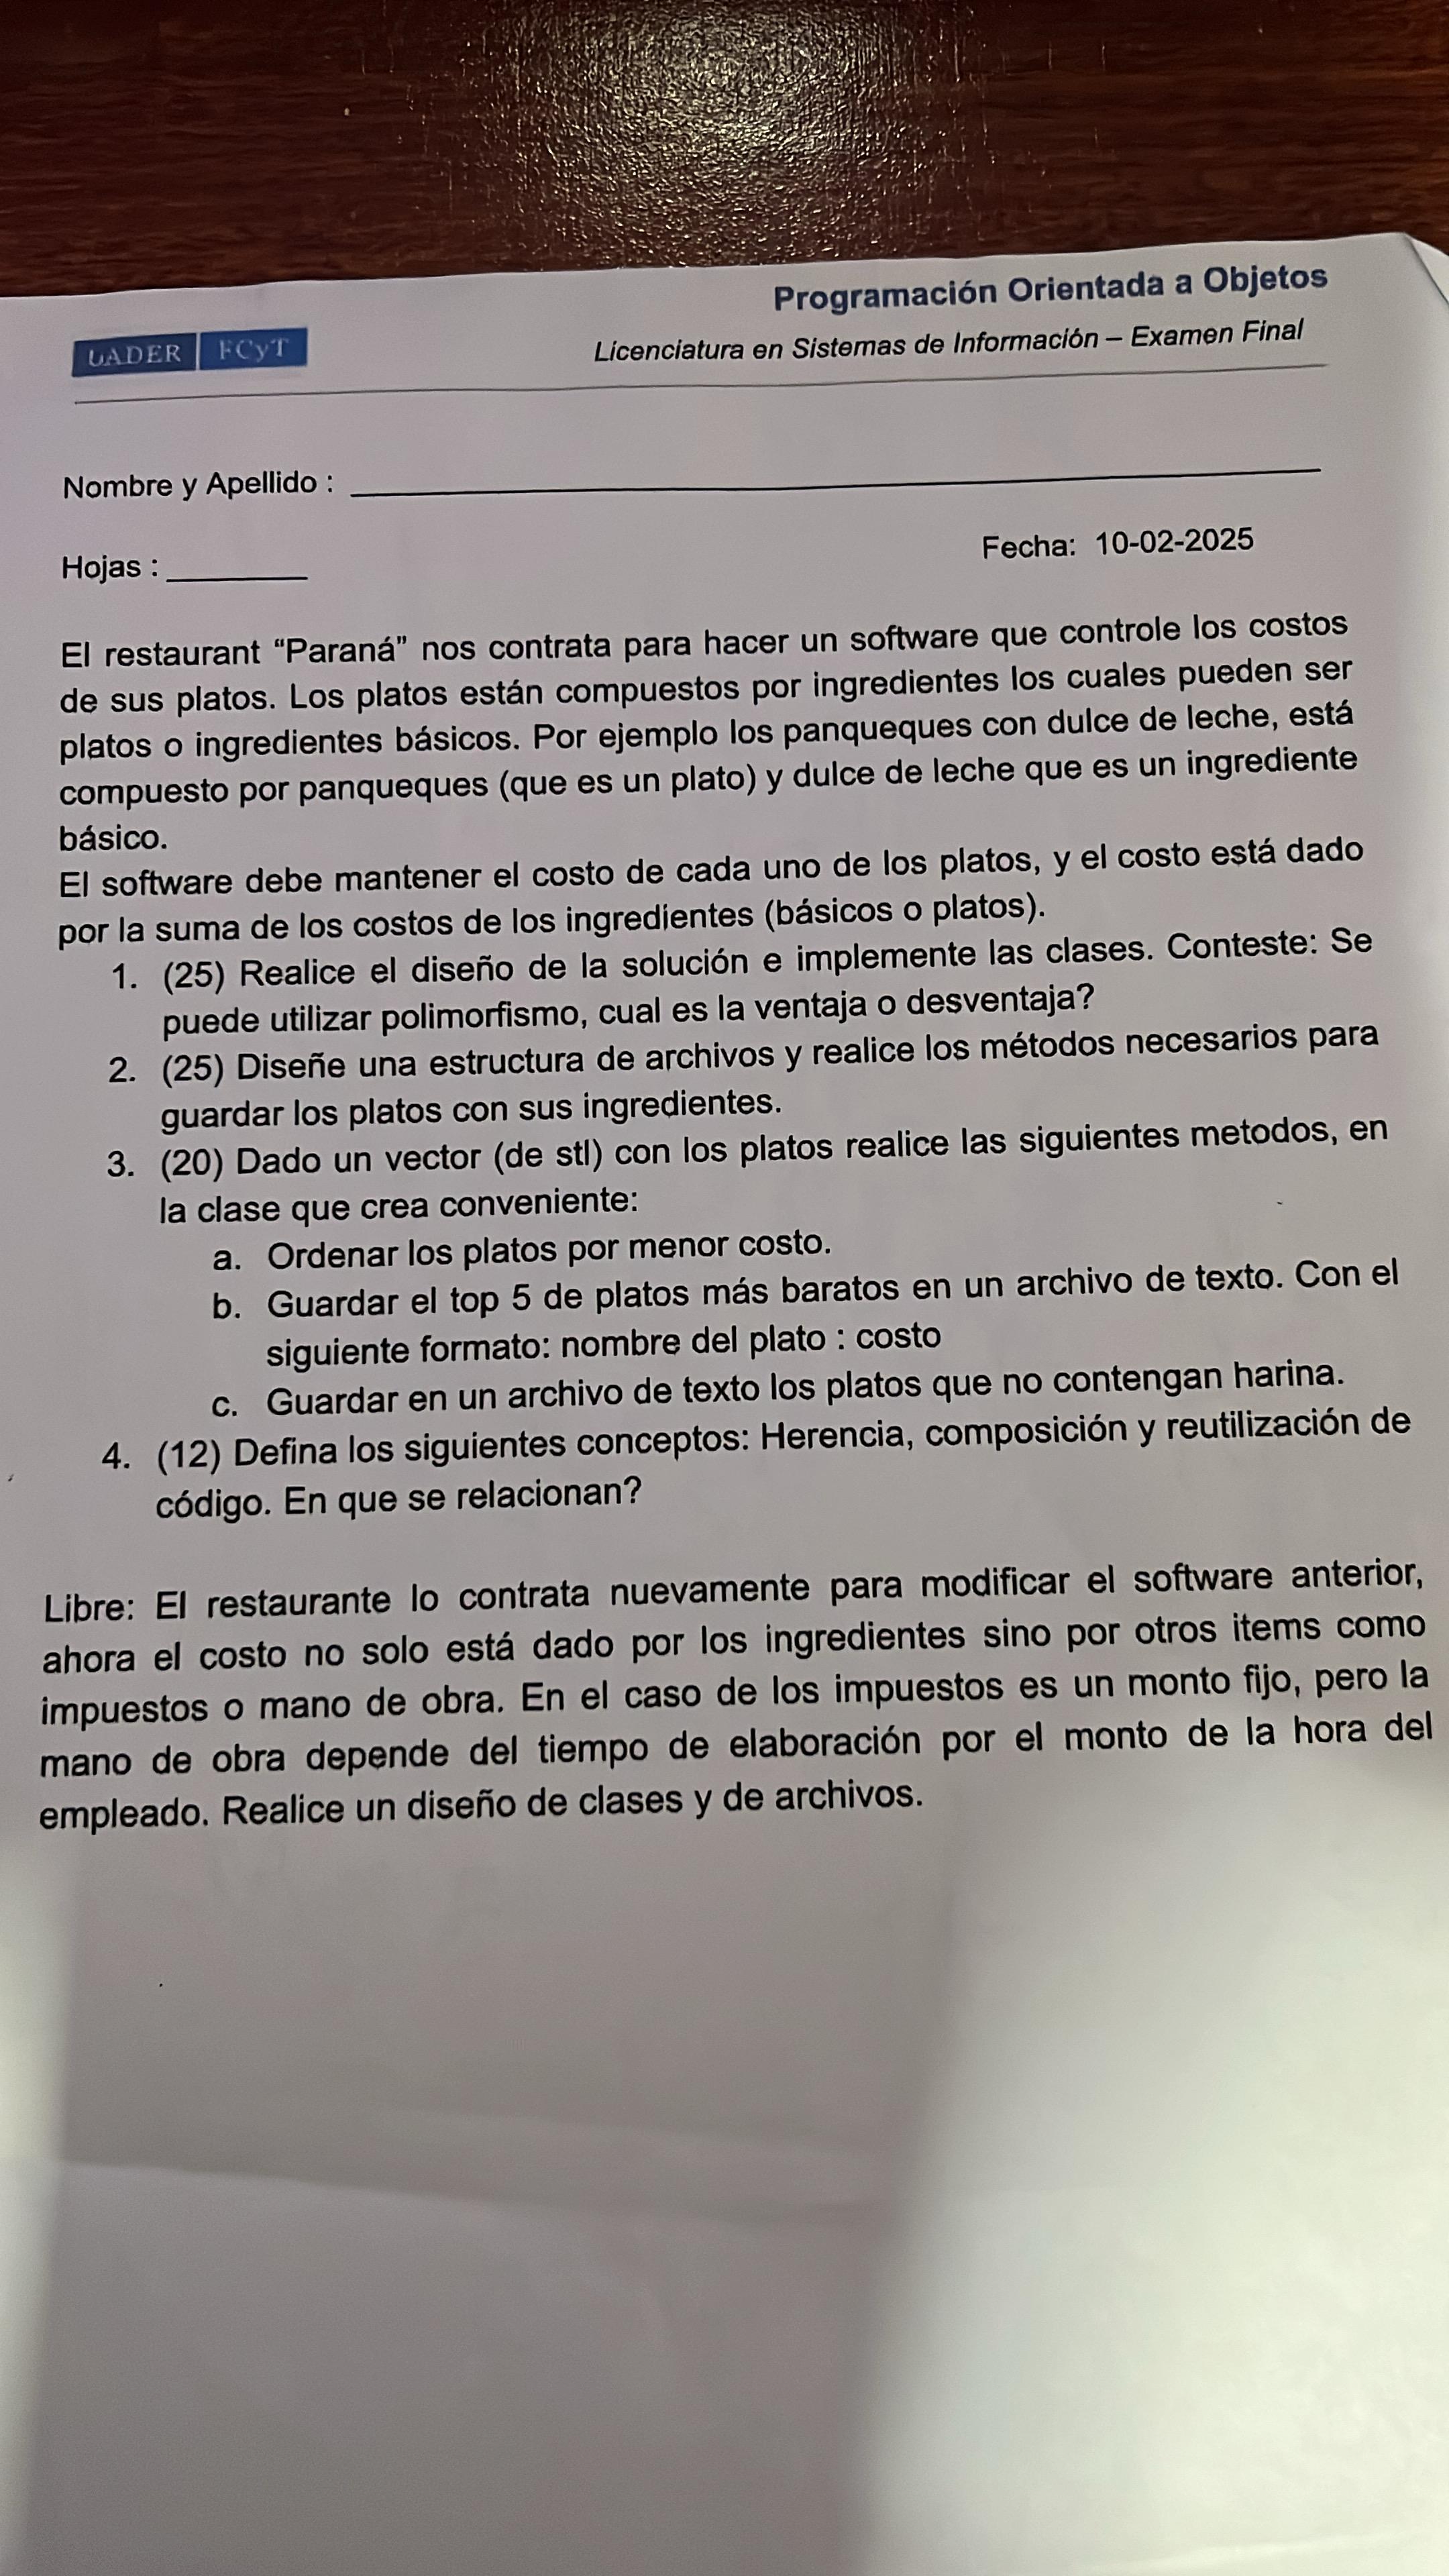 Programación Orientada a Objetos
UADER FCyT
Licenciatura en Sistemas de Información – Examen Final
Nombre y Apellido :
Hojas :
Fecha: 10-02-2025
El restaurant “Paraná” nos contrata para hacer un software que controle los costos
de sus platos. Los platos están compuestos por ingredientes los cuales pueden ser
platos o ingredientes básicos. Por ejemplo los panqueques con dulce de leche, está
compuesto por panqueques (que es un plato) y dulce de leche que es un ingrediente
básico.
El software debe mantener el costo de cada uno de los platos, y el costo está dado
por la suma de los costos de los ingredientes (básicos o platos).
1. (25) Realice el diseño de la solución e implemente las clases. Conteste: Se
puede utilizar polimorfismo, cual es la ventaja o desventaja?
2. (25) Diseñe una estructura de archivos y realice los métodos necesarios para
guardar los platos con sus ingredientes.
3. (20) Dado un vector (de stl) con los platos realice las siguientes metodos, en
la clase que crea conveniente:
a. Ordenar los platos por menor costo.
b. Guardar el top 5 de platos más baratos en un archivo de texto. Con el
siguiente formato: nombre del plato : costo
c. Guardar en un archivo de texto los platos que no contengan harina.
4. (12) Defina los siguientes conceptos: Herencia, composición y reutilización de
código. En que se relacionan?
Libre: El restaurante lo contrata nuevamente para modificar el software anterior,
ahora el costo no solo está dado por los ingredientes sino por otros items como
impuestos o mano de obra. En el caso de los impuestos es un monto fijo, pero la
mano de obra depende del tiempo de elaboración por el monto de la hora del
empleado. Realice un diseño de clases y de archivos.